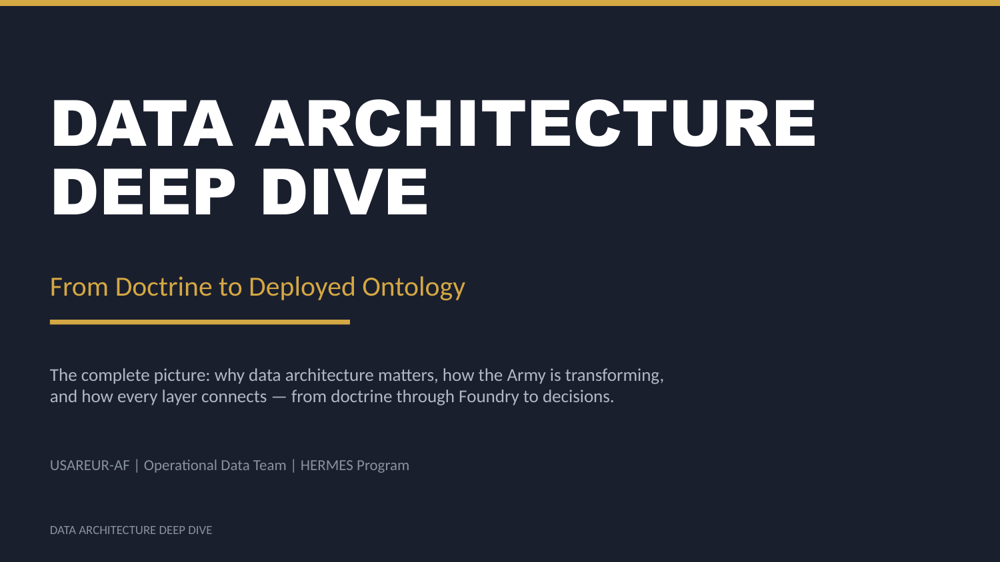 DATA ARCHITECTURE
DEEP DIVE
From Doctrine to Deployed Ontology
The complete picture: why data architecture matters, how the Army is transforming,
and how every layer connects — from doctrine through Foundry to decisions.
USAREUR-AF | Operational Data Team | HERMES Program
DATA ARCHITECTURE DEEP DIVE